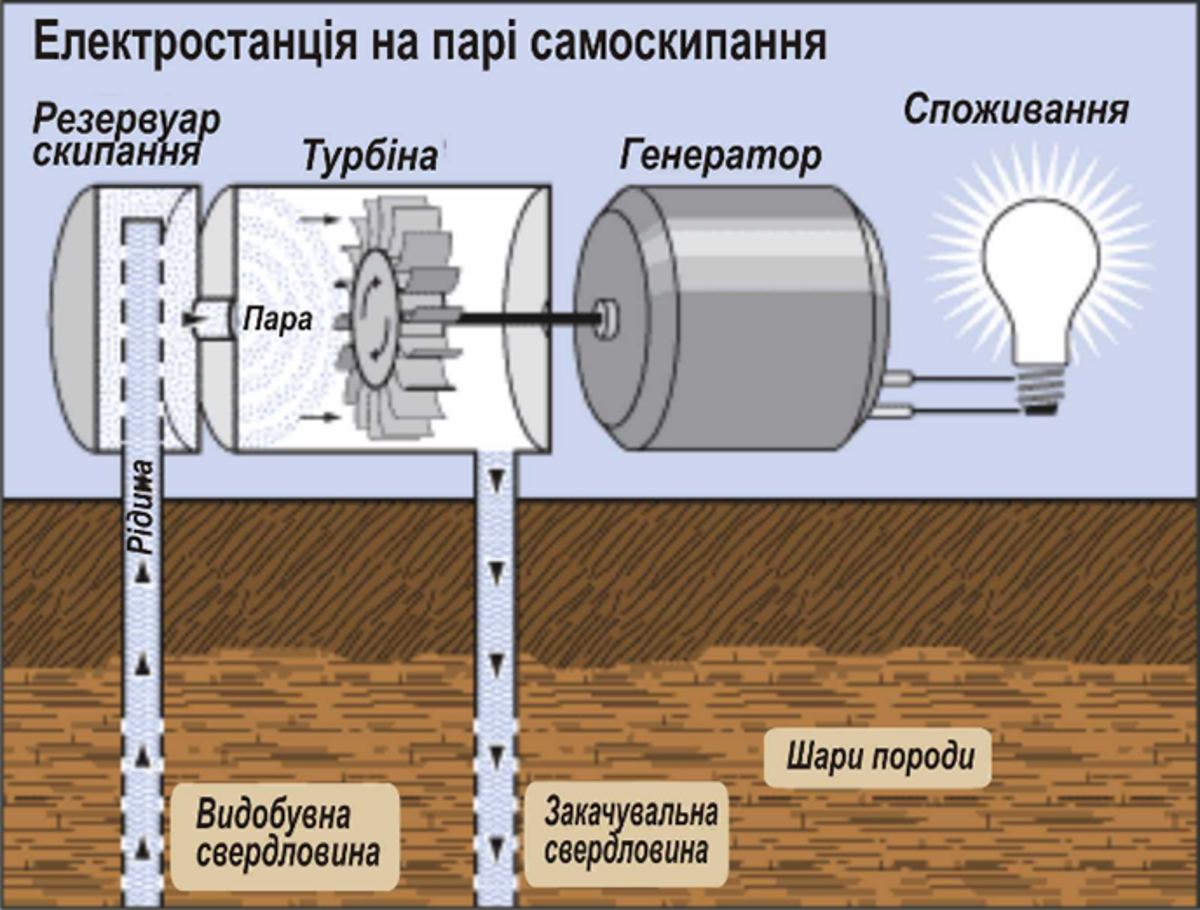 Електростанція на парі самоскипання
Резервуар
скипання
Турбіна
Генератор
Споживання
Пара
Рідина
Шари породи
Видобувна
свердловина
Закачувальна
свердловина